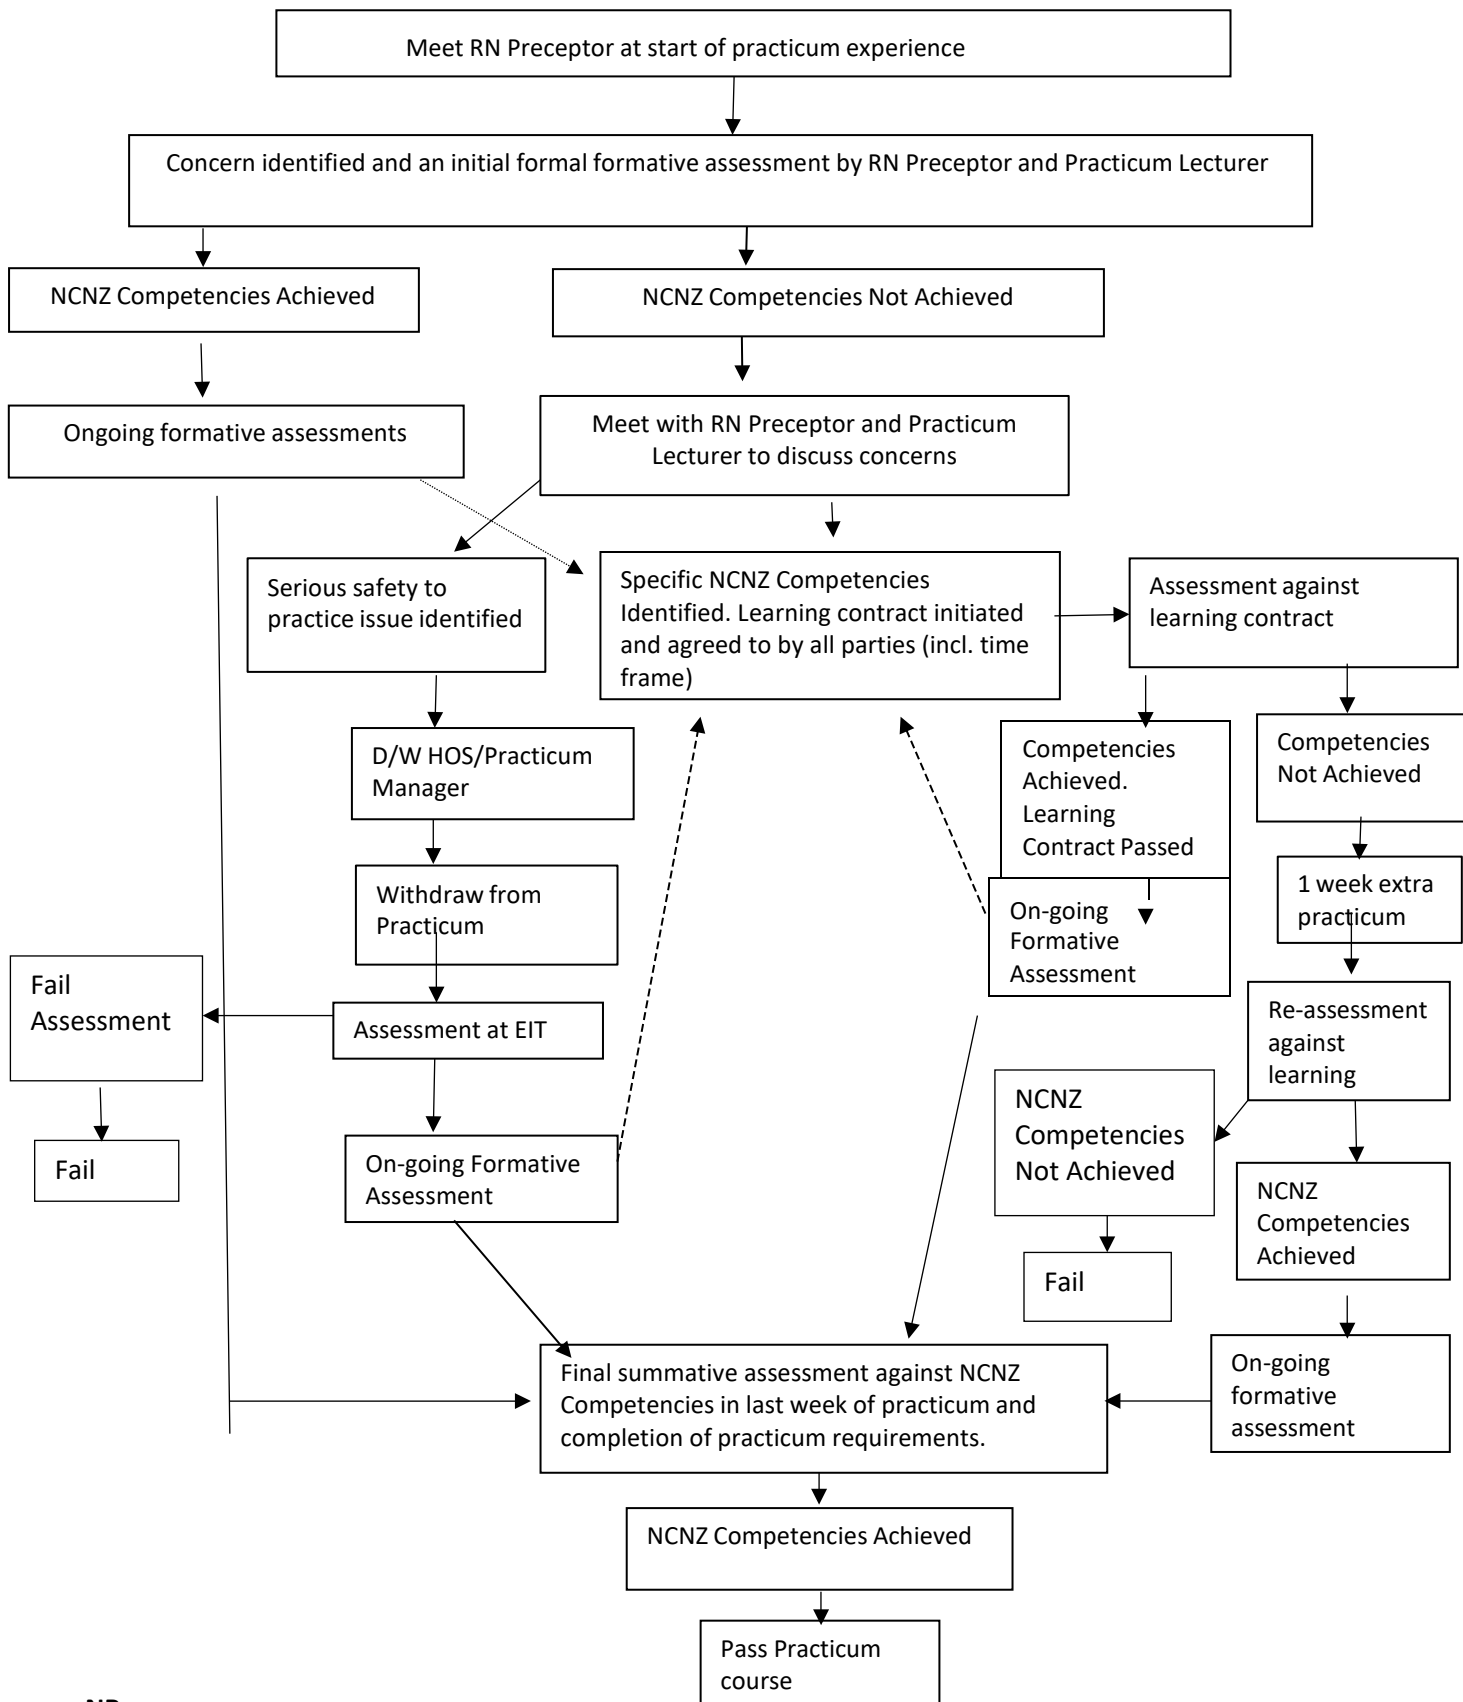 Meet RN Preceptor at start of practicum experience
Concern identified and an initial formal formative assessment by RN Preceptor and Practicum Lecturer
NCNZ Competencies Achieved
NCNZ Competencies Not Achieved
Ongoing formative assessments
Meet with RN Preceptor and Practicum
Lecturer to discuss concerns
Serious safety to
practice issue identified
Specific NCNZ Competencies
Identified. Learning contract initiated
and agreed to by all parties (incl. time
frame)
Assessment against
learning contract
D/W HOS/Practicum
Manager
Competencies
Achieved.
Learning
Contract Passed
Competencies
Not Achieved
Withdraw from
Practicum
On-going
Formative
Assessment
1 week extra
practicum
Fail
Assessment
Assessment at EIT
Re-assessment
against
learning
NCNZ
Competencies
Not Achieved
Fail
On-going Formative
Assessment
NCNZ
Competencies
Achieved
Fail
Final summative assessment against NCNZ
Competencies in last week of practicum and
completion of practicum requirements.
On-going
formative
assessment
NCNZ Competencies Achieved
Pass Practicum
course